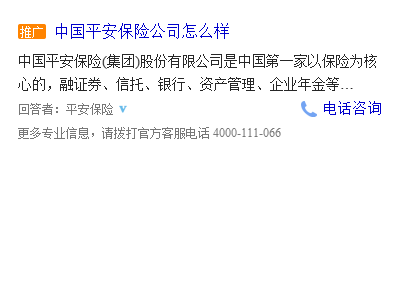 推广 中国平安保险公司怎么样
中国平安保险(集团)股份有限公司是中国第一家以保险为核
心的，融证券、信托、银行、资产管理、企业年金等…
回答者：平安保险 电话咨询
更多专业信息，请拨打官方客服电话 4000-111-066